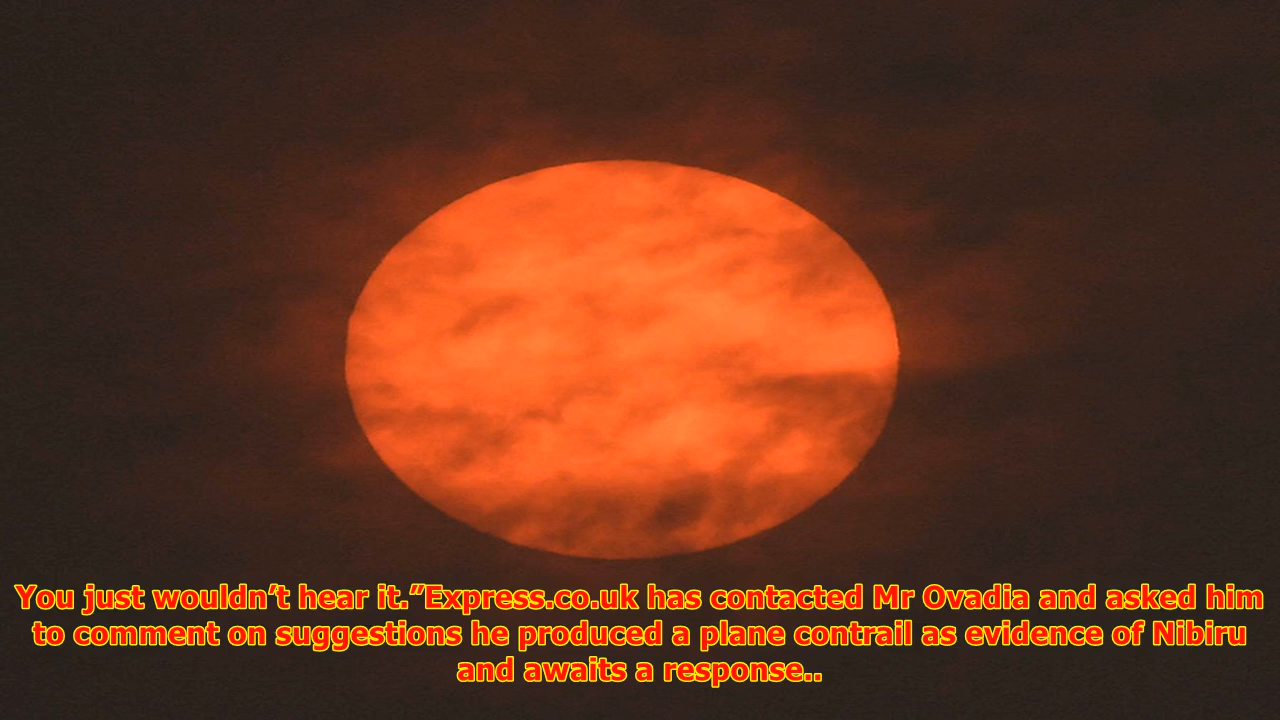 You just wouldn’t hear it.”Express.co.uk has contacted Mr Ovadia and asked him
to comment on suggestions he produced a plane contrail as evidence of Nibiru
and awaits a response..